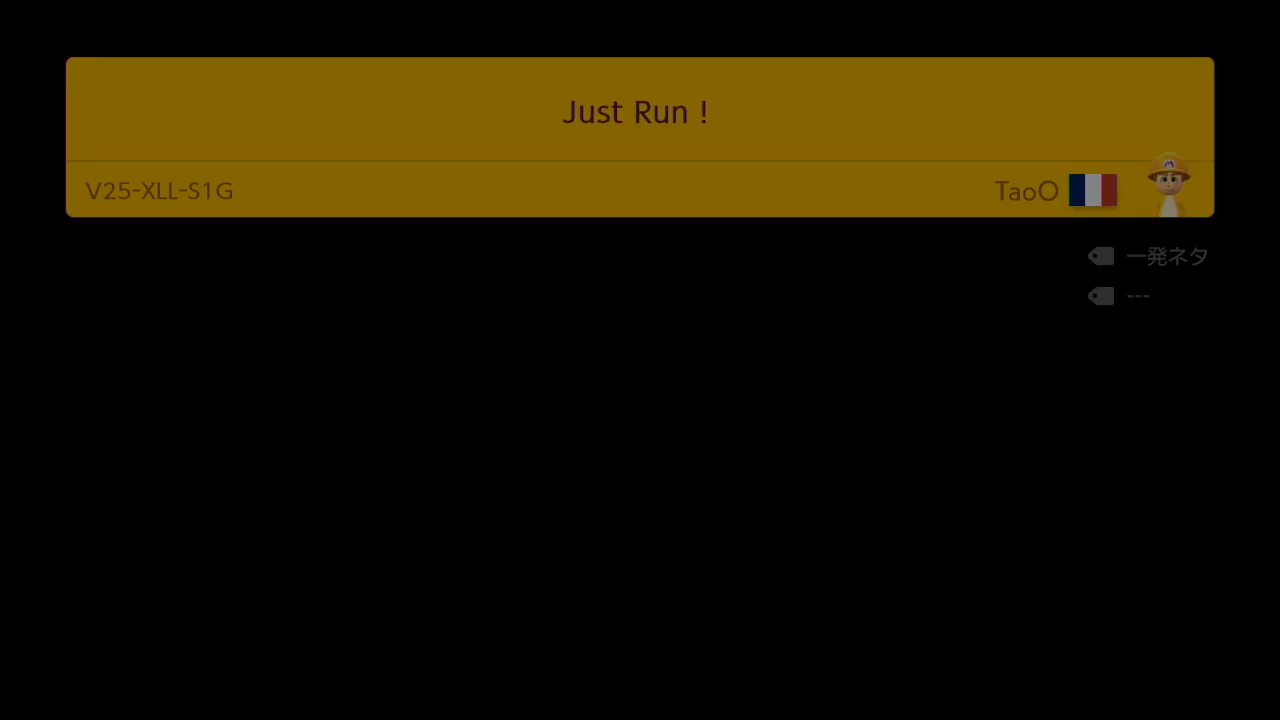 Just Run !
V25-XLL-S1G
TaoO
一発ネタ
---